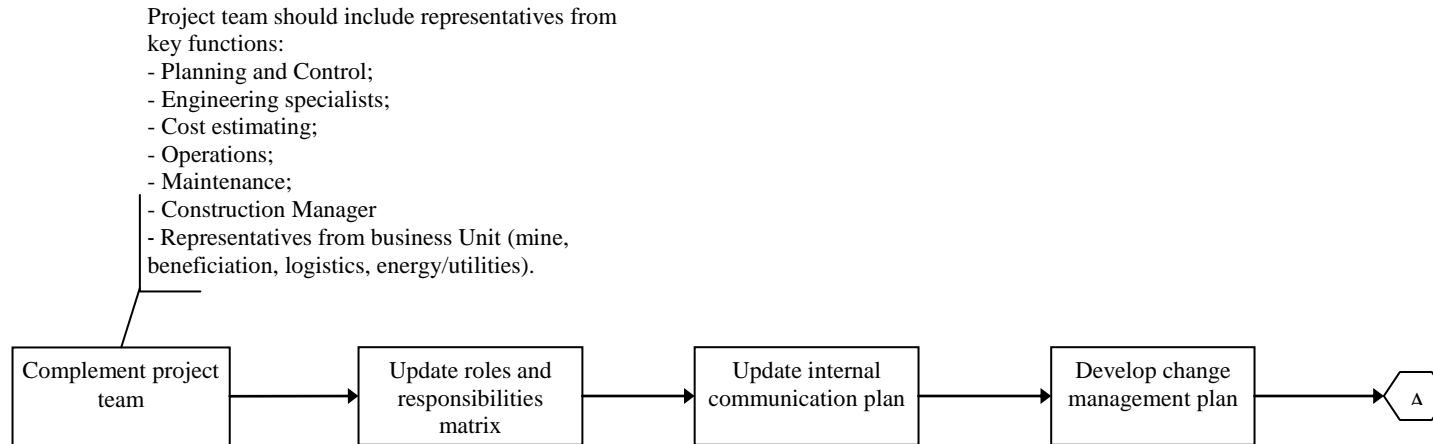 Project team should include representatives from
key functions:
- Planning and Control;
- Engineering specialists;
- Cost estimating;
- Operations;
- Maintenance;
- Construction Manager
- Representatives from business Unit (mine,
beneficiation, logistics, energy/utilities).
Complement project
team
Update roles and
responsibilities
matrix
Update internal
communication plan
Develop change
management plan
A